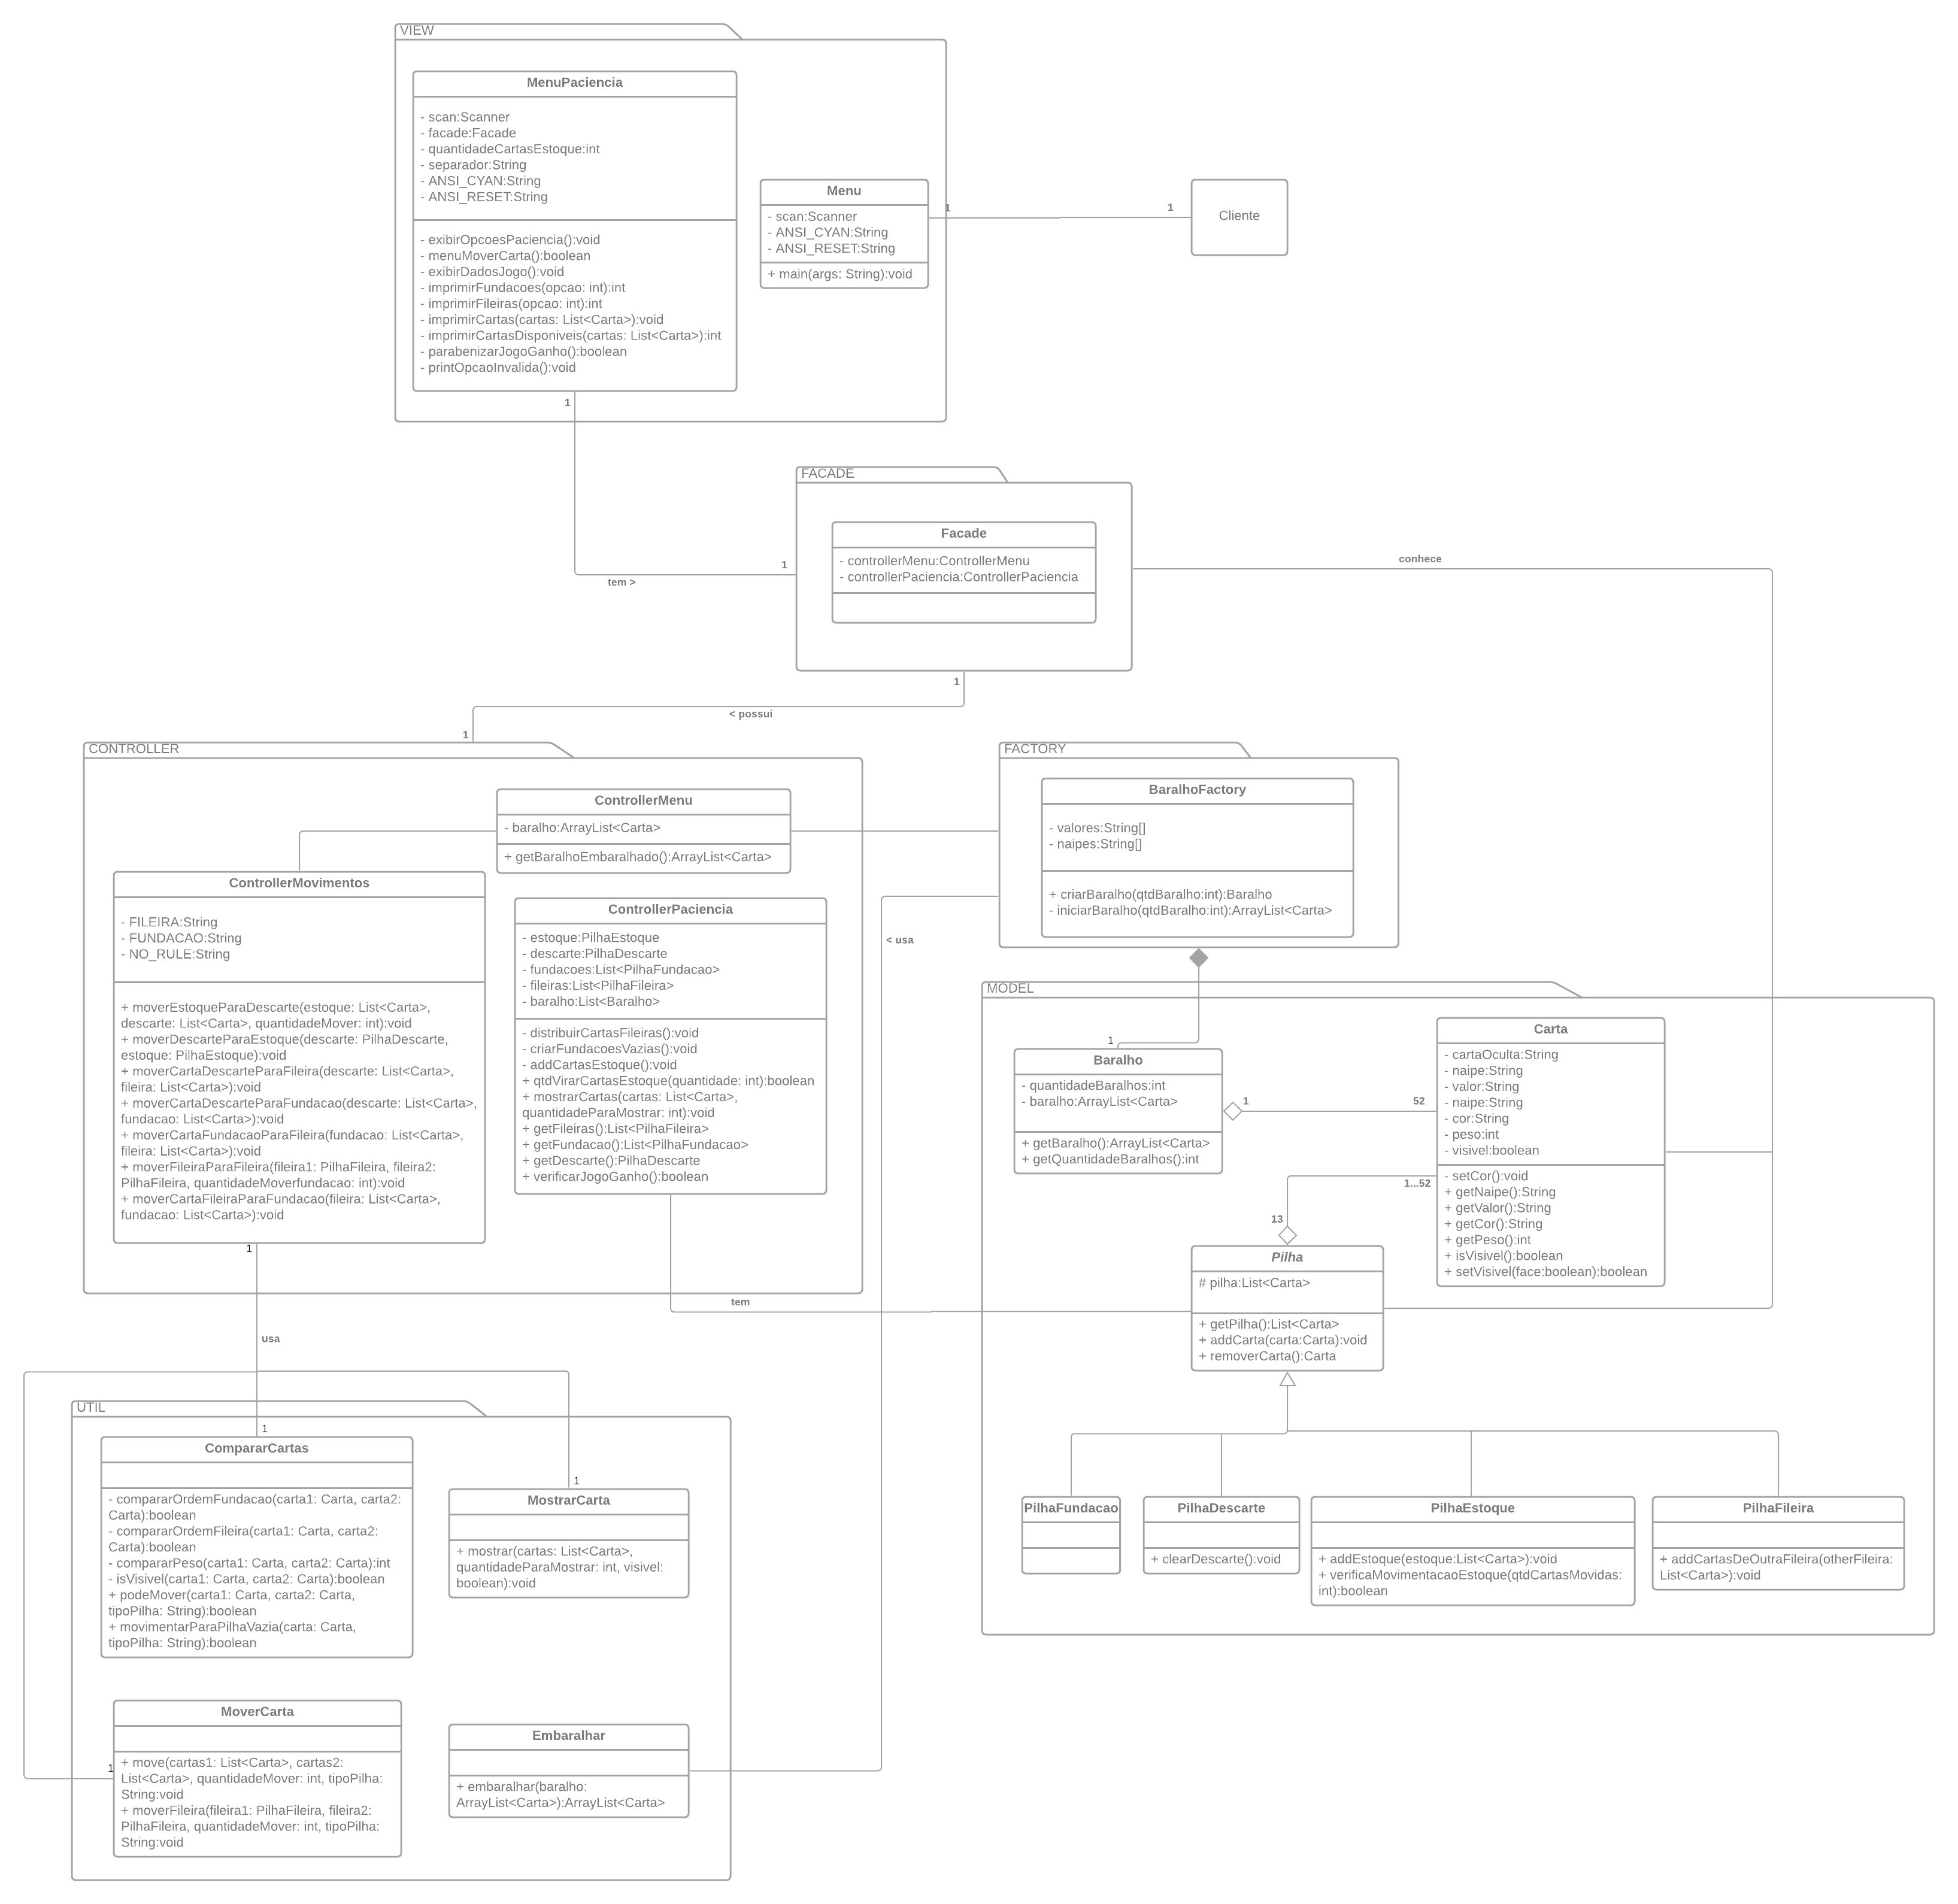 VIEW
MenuPaciencia
- scan:Scanner
- facade:Facade
- quantidadeCartasEstoque:int
- separador:String
- ANSI_CYAN:String
- ANSI_RESET:String
- exibirOpcoesPaciencia():void
- menuMoverCarta():boolean
- exibirDadosJogo():void
- imprimirFundacoes(opcao: int):int
- imprimirFileiras(opcao: int):int
- imprimirCartas(cartas: List<Carta>):void
- imprimirCartasDisponiveis(cartas: List<Carta>):int
- parabenizarJogoGanho():boolean
- printOpcaoInvalida():void
Menu
- scan:Scanner
- ANSI_CYAN:String
- ANSI_RESET:String
+ main(args: String):void
1
1
Cliente
1
tem >
1
FACADE
Facade
- controllerMenu:ControllerMenu
- controllerPaciencia:ControllerPaciencia
conhece
1
< possui
1
CONTROLLER
ControllerMenu
- baralho:ArrayList<Carta>
+ getBaralhoEmbaralhado():ArrayList<Carta>
ControllerMovimentos
- FILEIRA:String
- FUNDACAO:String
- NO_RULE:String
+ moverEstoqueParaDescarte(estoque: List<Carta>,
descarte: List<Carta>, quantidadeMover: int):void
+ moverDescarteParaEstoque(descarte: PilhaDescarte,
estoque: PilhaEstoque):void
+ moverCartaDescarteParaFileira(descarte: List<Carta>,
fileira: List<Carta>):void
+ moverCartaDescarteParaFundacao(descarte: List<Carta>,
fundacao: List<Carta>):void
+ moverCartaFundacaoParaFileira(fundacao: List<Carta>,
fileira: List<Carta>):void
+ moverFileiraParaFileira(fileira1: PilhaFileira, fileira2:
PilhaFileira, quantidadeMoverfundacao: int):void
+ moverCartaFileiraParaFundacao(fileira: List<Carta>,
fundacao: List<Carta>):void
ControllerPaciencia
- estoque:PilhaEstoque
- descarte:PilhaDescarte
- fundacoes:List<PilhaFundacao>
- fileiras:List<PilhaFileira>
- baralho:List<Baralho>
- distribuirCartasFileiras():void
- criarFundacoesVazias():void
- addCartasEstoque():void
+ qtdVirarCartasEstoque(quantidade: int):boolean
+ mostrarCartas(cartas: List<Carta>,
quantidadeParaMostrar: int):void
+ getFileiras():List<PilhaFileira>
+ getFundacao():List<PilhaFundacao>
+ getDescarte():PilhaDescarte
+ verificarJogoGanho():boolean
FACTORY
BaralhoFactory
- valores:String[]
- naipes:String[]
+ criarBaralho(qtdBaralho:int):Baralho
- iniciarBaralho(qtdBaralho:int):ArrayList<Carta>
< usa
MODEL
1
Baralho
- quantidadeBaralhos:int
- baralho:ArrayList<Carta>
+ getBaralho():ArrayList<Carta>
+ getQuantidadeBaralhos():int
1
52
Carta
- cartaOculta:String
- naipe:String
- valor:String
- naipe:String
- cor:String
- peso:int
- visivel:boolean
- setCor():void
+ getNaipe():String
+ getValor():String
+ getCor():String
+ getPeso():int
+ isVisivel():boolean
+ setVisivel(face:boolean):boolean
1...52
13
Pilha
# pilha:List<Carta>
+ getPilha():List<Carta>
+ addCarta(carta:Carta):void
+ removerCarta():Carta
tem
PilhaFundacao
PilhaDescarte
+ clearDescarte():void
PilhaEstoque
+ addEstoque(estoque:List<Carta>):void
+ verificaMovimentacaoEstoque(qtdCartasMovidas:
int):boolean
PilhaFileira
+ addCartasDeOutraFileira(otherFileira:
List<Carta>):void
1
usa
UTIL
1
CompararCartas
- compararOrdemFundacao(carta1: Carta, carta2:
Carta):boolean
- compararOrdemFileira(carta1: Carta, carta2:
Carta):boolean
- compararPeso(carta1: Carta, carta2: Carta):int
- isVisivel(carta1: Carta, carta2: Carta):boolean
+ podeMover(carta1: Carta, carta2: Carta,
tipoPilha: String):boolean
+ movimentarParaPilhaVazia(carta: Carta,
tipoPilha: String):boolean
1
MostrarCarta
+ mostrar(cartas: List<Carta>,
quantidadeParaMostrar: int, visivel:
boolean):void
1
MoverCarta
+ move(cartas1: List<Carta>, cartas2:
List<Carta>, quantidadeMover: int, tipoPilha:
String:void
+ moverFileira(fileira1: PilhaFileira, fileira2:
PilhaFileira, quantidadeMover: int, tipoPilha:
String:void
Embaralhar
+ embaralhar(baralho:
ArrayList<Carta>):ArrayList<Carta>